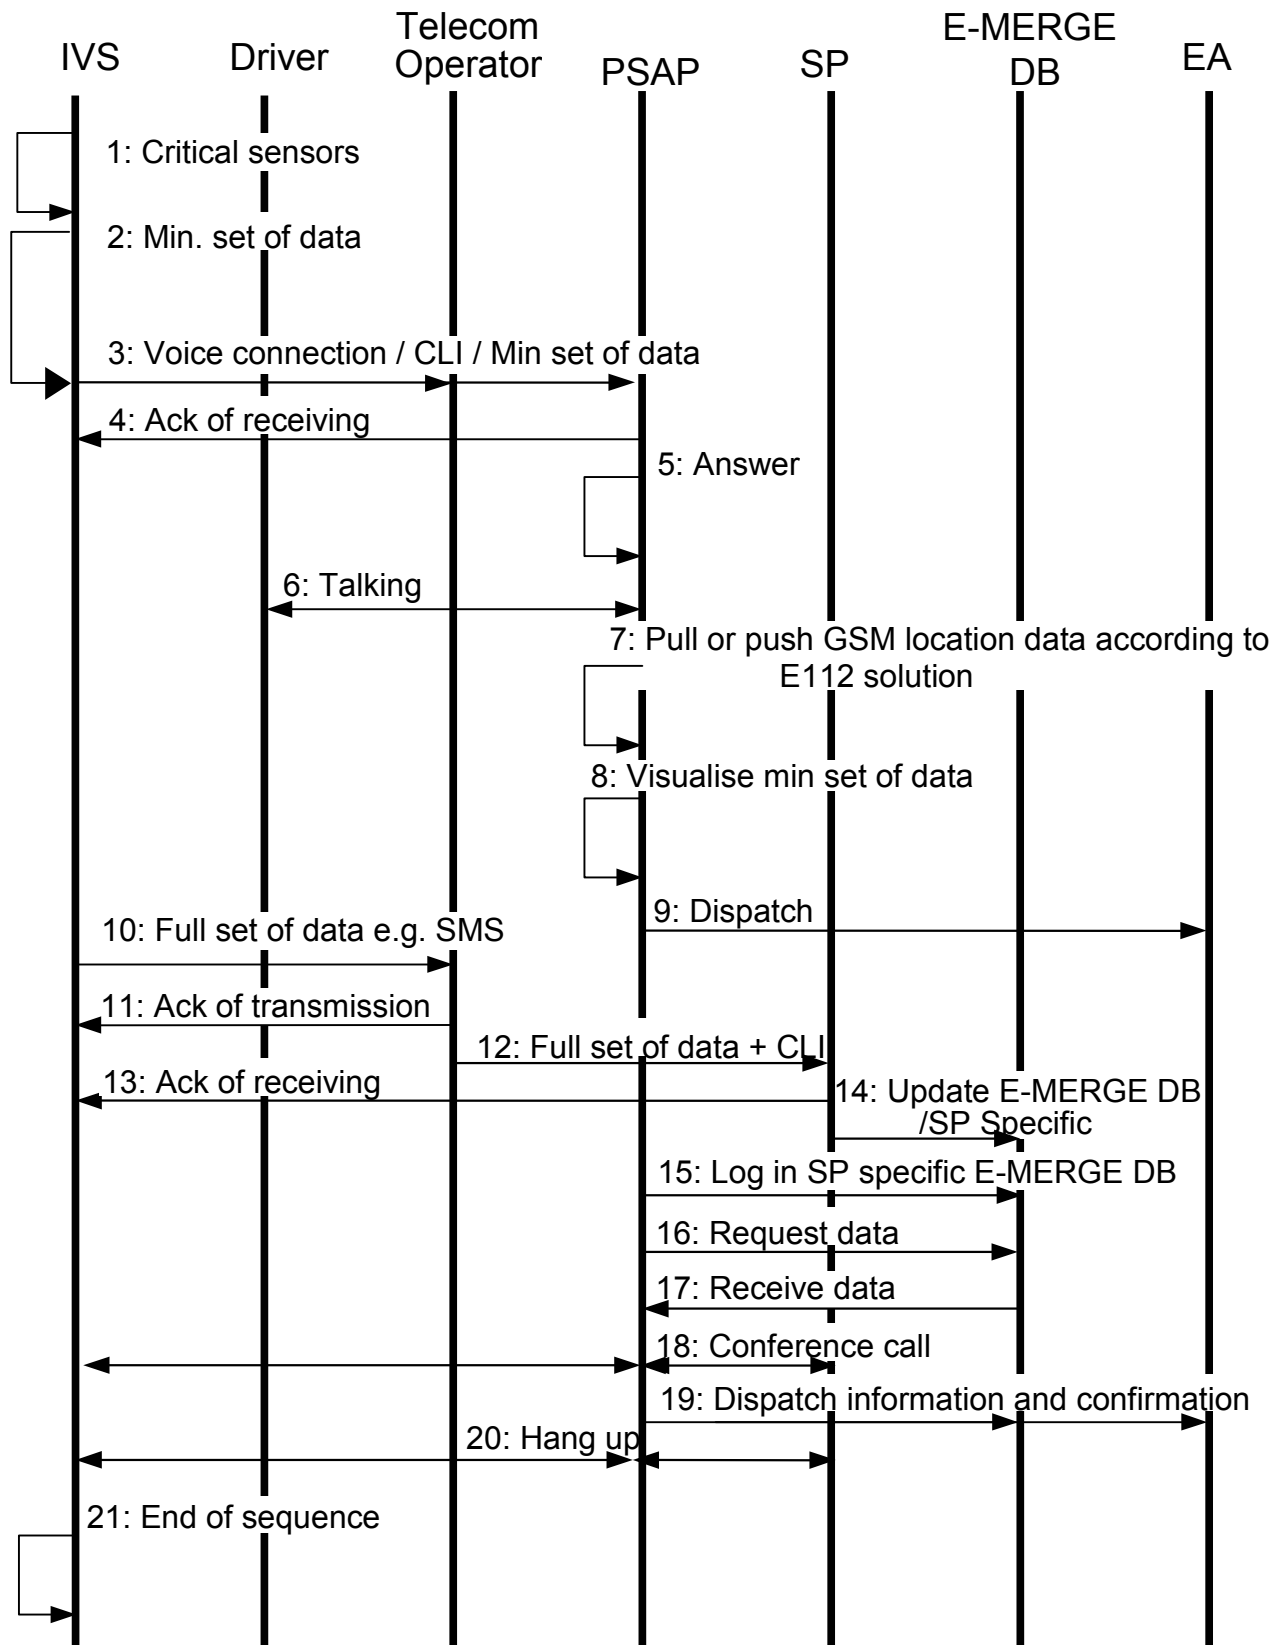 IVS
Driver
Telecom
Operator
PSAP
SP
E-MERGE
DB
EA
1: Critical sensors
2: Min. set of data
3: Voice connection / CLI / Min set of data
4: Ack of receiving
5: Answer
6: Talking
7: Pull or push GSM location data according to
E112 solution
8: Visualise min set of data
9: Dispatch
10: Full set of data e.g. SMS
11: Ack of transmission
12: Full set of data + CLI
13: Ack of receiving
14: Update E-MERGE DB
/SP Specific
15: Log in SP specific E-MERGE DB
16: Request data
17: Receive data
18: Conference call
19: Dispatch information and confirmation
20: Hang up
21: End of sequence